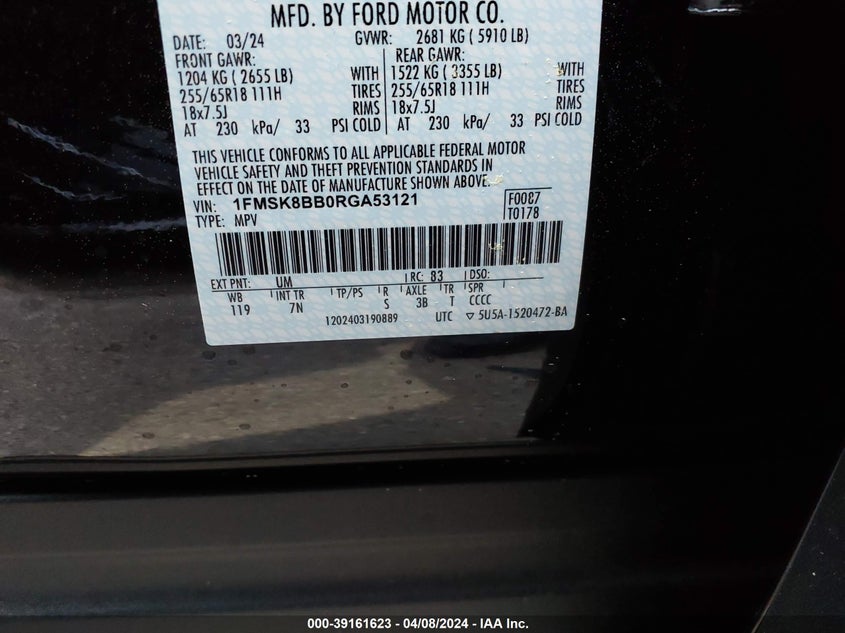 MFD. BY FORD MOTOR CO.
DATE: 03/24 GVWR: 2681 KG ( 5910 LB)
FRONT GAWR: REAR GAWR:
1204 KG ( 2655 LB) WITH 1522 KG ( 3355 LB) WITH
255/65R18 111H TIRES 255/65R18 111H TIRES
18x7.5J RIMS 18x7.5J RIMS
AT 230 kPa/ 33 PSI COLD AT 230 kPa/ 33 PSI COLD
THIS VEHICLE CONFORMS TO ALL APPLICABLE FEDERAL MOTOR
VEHICLE SAFETY AND THEFT PREVENTION STANDARDS IN
EFFECT ON THE DATE OF MANUFACTURE SHOWN ABOVE.
VIN: 1FMSK8BB0RGA53121 F0087
TYPE: MPV T0178
EXT PNT: UM RC: 83 DSO:
WB INT TR TP/PS R AXLE TR SPR
119 7N S 3B T CCCC
1202403190889 UTC ▽ 5U5A-1520472-BA
000-39161623 - 04/08/2024 - IAA Inc.